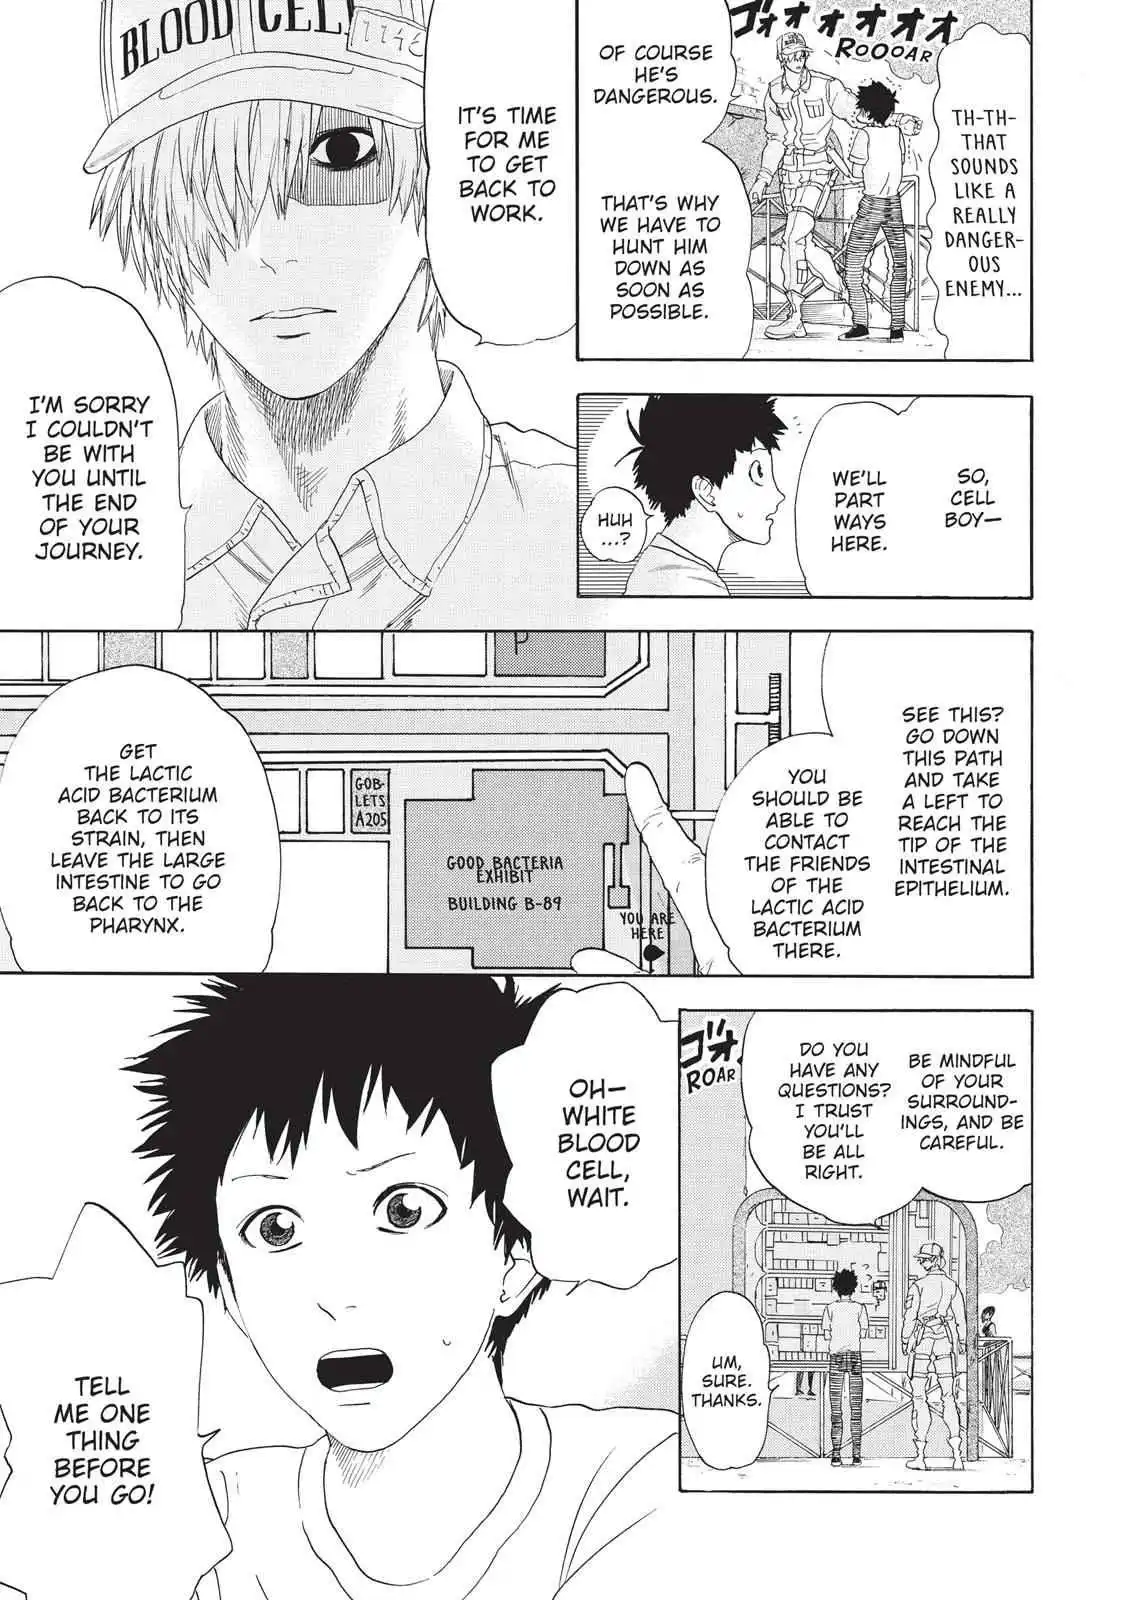 ゴォォォォォォ
ROOOAR
TH-TH-
THAT
SOUNDS
LIKE A
REALLY
DANGER-
OUS
ENEMY...
OF COURSE
HE'S
DANGEROUS.
THAT'S WHY
WE HAVE TO
HUNT HIM
DOWN AS
SOON AS
POSSIBLE.
SO,
CELL
BOY—
WE'LL
PART
WAYS
HERE.
HUH
...?
BLOOD CELL
1146
IT'S TIME
FOR ME
TO GET
BACK TO
WORK.
I'M SORRY
I COULDN'T
BE WITH
YOU UNTIL
THE END
OF YOUR
JOURNEY.
SEE THIS?
GO DOWN
THIS PATH
AND TAKE
A LEFT TO
REACH THE
TIP OF THE
INTESTINAL
EPITHELIUM.
YOU
SHOULD BE
ABLE TO
CONTACT
THE FRIENDS
OF THE
LACTIC ACID
BACTERIUM
THERE.
P
GOB-
LETS
A205
GOOD BACTERIA
EXHIBIT
BUILDING B-89
YOU ARE
HERE
GET
THE LACTIC
ACID BACTERIUM
BACK TO ITS
STRAIN, THEN
LEAVE THE LARGE
INTESTINE TO GO
BACK TO THE
PHARYNX.
BE MINDFUL
OF YOUR
SURROUND-
INGS, AND BE
CAREFUL.
DO YOU
HAVE ANY
QUESTIONS?
I TRUST
YOU'LL
BE ALL
RIGHT.
ゴオ
ROAR
UM,
SURE.
THANKS.
OH—
WHITE
BLOOD
CELL,
WAIT.
TELL
ME ONE
THING
BEFORE
YOU GO!